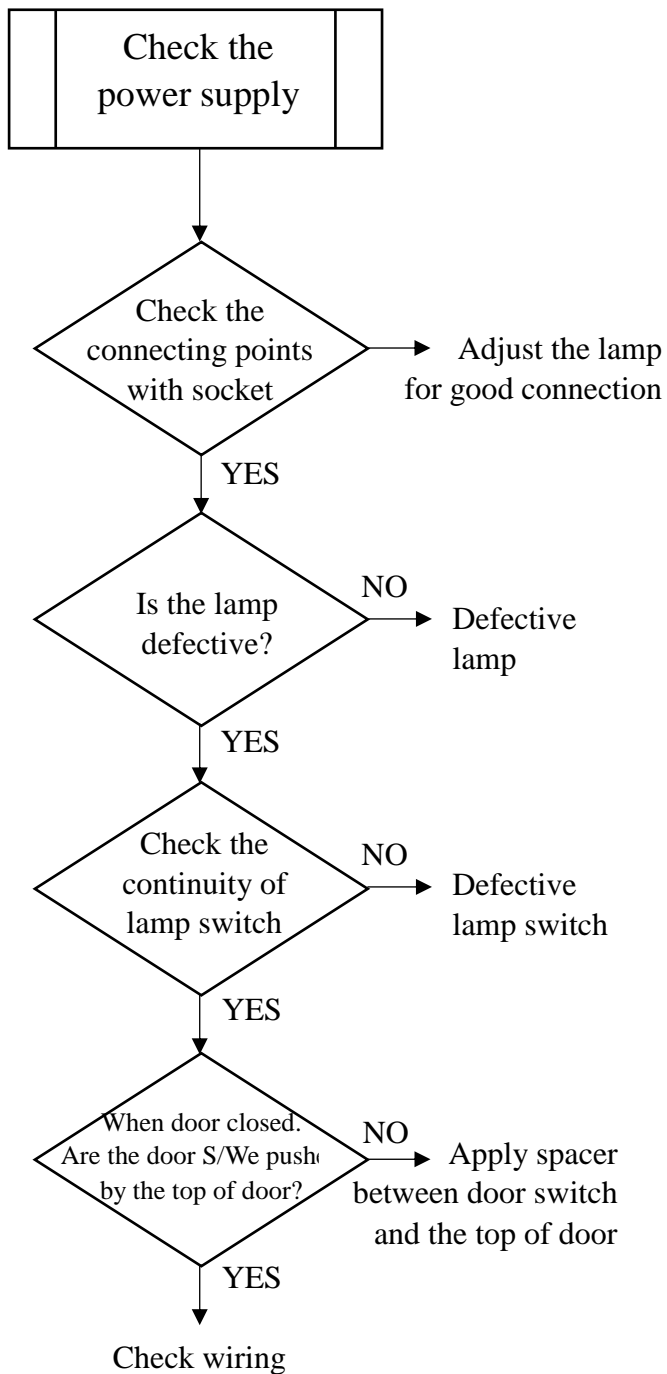 Check the
power supply
Check the
connecting points
with socket
Adjust the lamp
for good connection
YES
Is the lamp
defective?
NO
Defective
lamp
YES
Check the
continuity of
lamp switch
NO
Defective
lamp switch
YES
When door closed.
Are the door S/We
by the top of door?
NO
Apply spacer
between door switch
and the top of door
YES
Check wiring